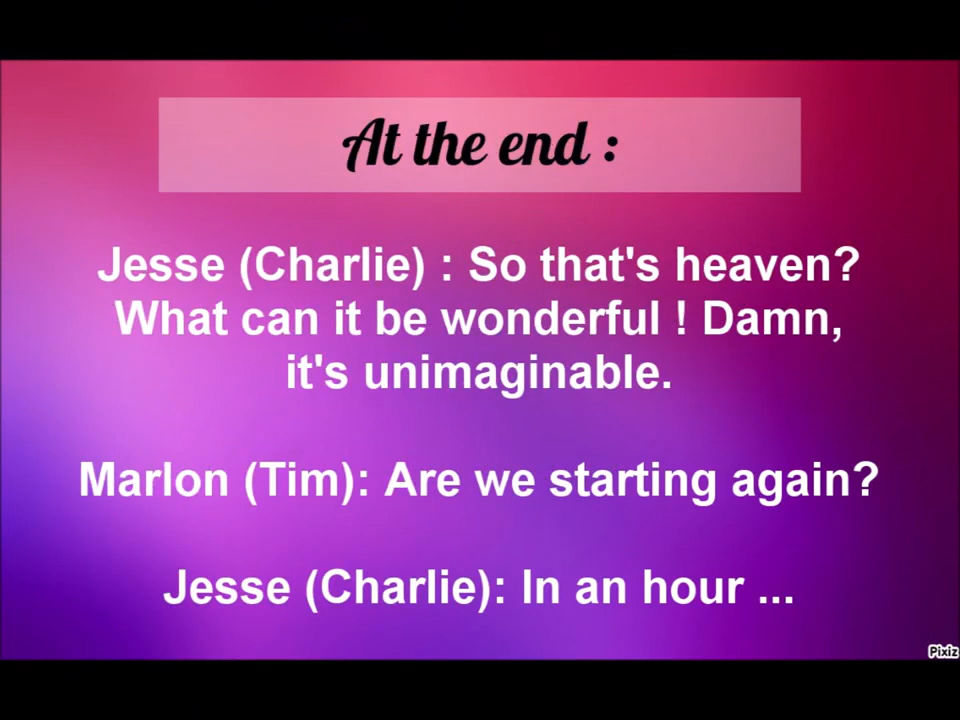 At the end :
Jesse (Charlie) : So that's heaven?
What can it be wonderful ! Damn,
it's unimaginable.
Marlon (Tim): Are we starting again?
Jesse (Charlie): In an hour ...
Pixiz